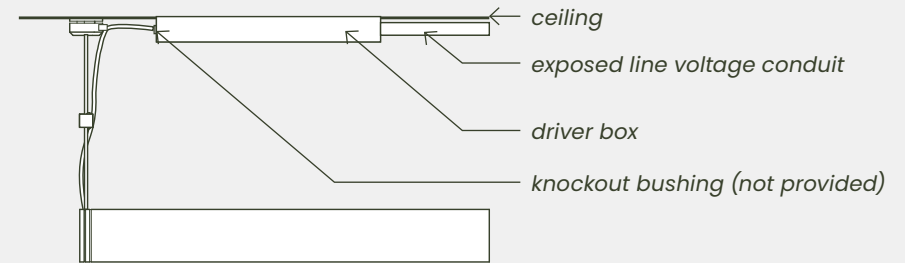 ceiling
exposed line voltage conduit
driver box
knockout bushing (not provided)